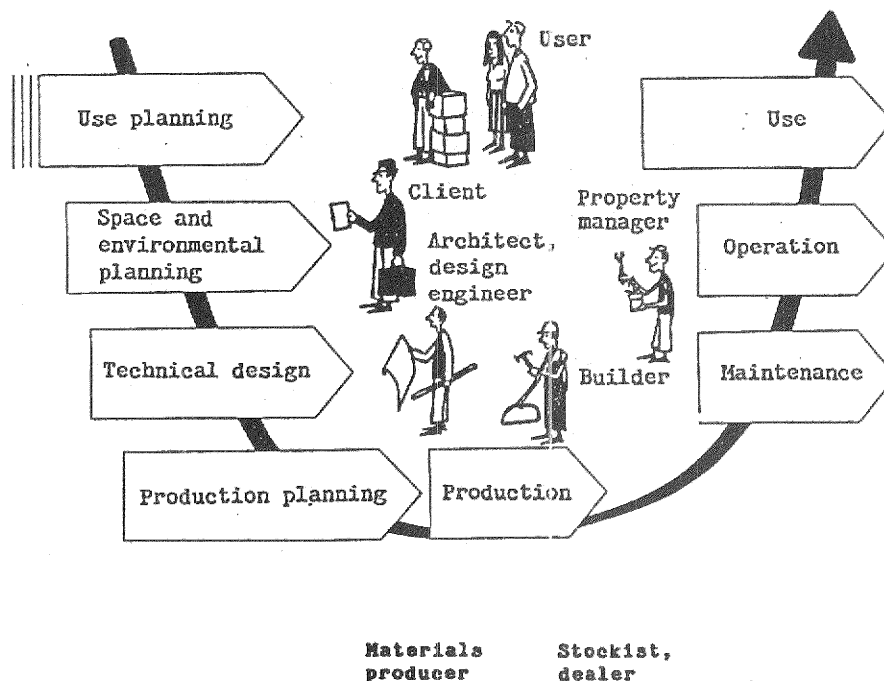 User
Use planning
Use
Client
Property
manager
Space and
environmental
planning
Architect,
design
engineer
Operation
Technical design
Builder
Maintenance
Production planning
Production
Materials
producer
Stockist,
dealer